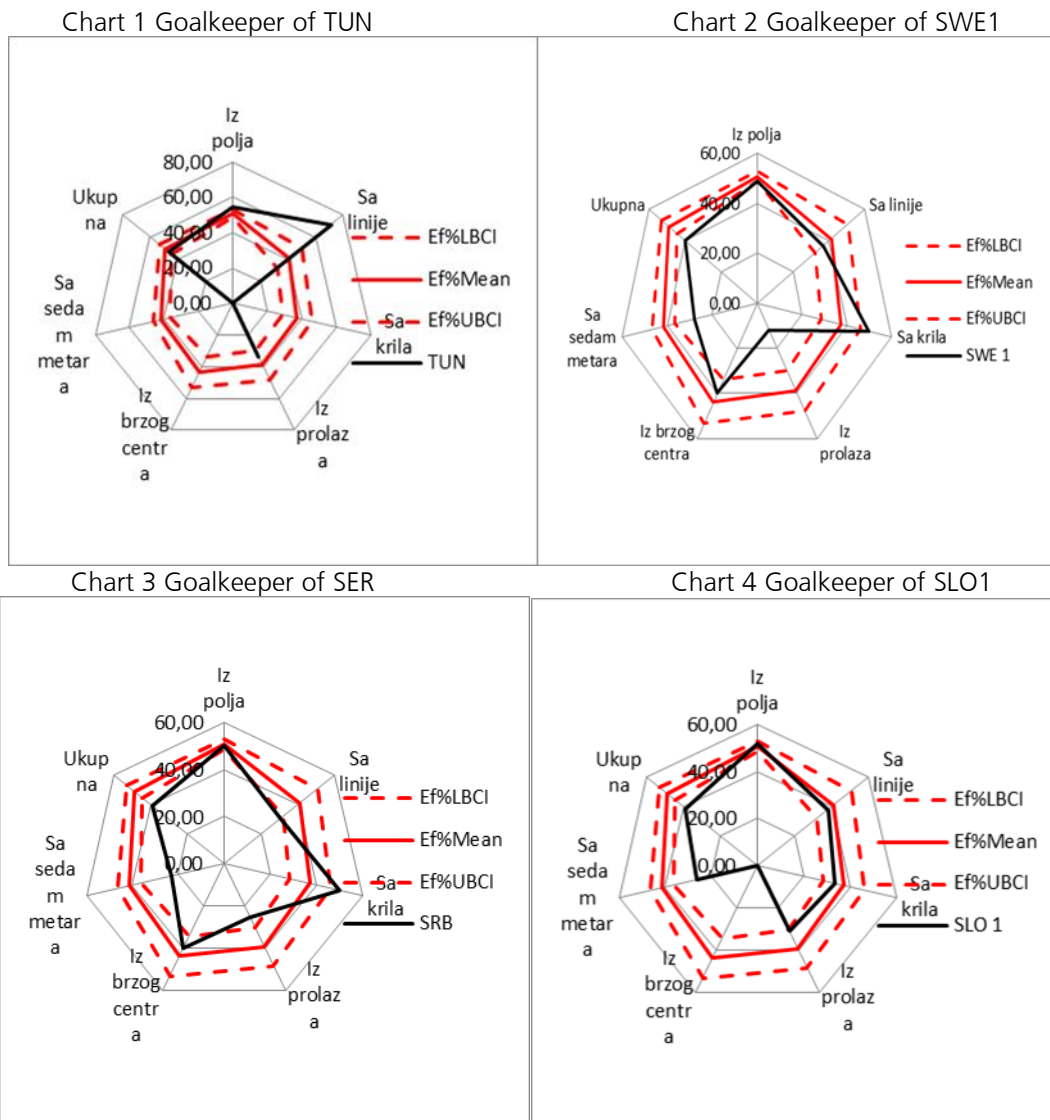 Chart 1 Goalkeeper of TUN
Iz
polja
80,00
60,00
40,00
20,00
0,00
Sa
linije
Sa
krila
Iz
prolaz
a
Iz
brzog
centr
a
Sa
seda
m
metar
a
Ukup
na
Ef%LBCI
Ef%Mean
Ef%UBCI
TUN
Chart 2 Goalkeeper of SWE1
Iz polja
60,00
40,00
20,00
0,00
Sa linije
Sa krila
Iz
prolaza
Iz brzog
centra
Sa
sedam
metara
Ukupna
Ef%LBCI
Ef%Mean
Ef%UBCI
SWE 1
Chart 3 Goalkeeper of SER
Iz
polja
60,00
40,00
20,00
0,00
Sa
linije
Sa
krila
Iz
prolaz
a
Iz
brzog
centr
a
Sa
seda
m
metar
a
Ukup
na
Ef%LBCI
Ef%Mean
Ef%UBCI
SRB
Chart 4 Goalkeeper of SLO1
Iz
polja
60,00
40,00
20,00
0,00
Sa
linije
Sa
krila
Iz
prolaz
a
Iz
brzog
centr
a
Sa
seda
m
metar
a
Ukup
na
Ef%LBCI
Ef%Mean
Ef%UBCI
SLO 1